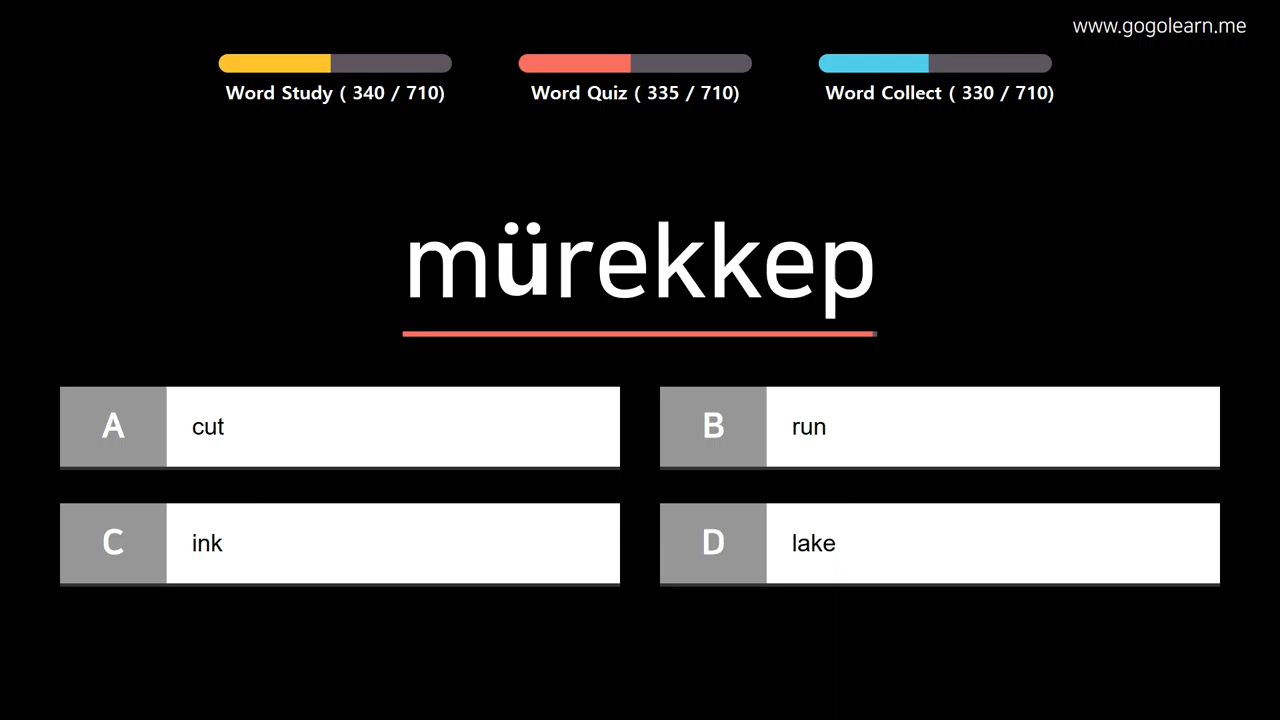 www.gogolearn.me
Word Study ( 340 / 710)
Word Quiz ( 335 / 710)
Word Collect ( 330 / 710)
mürekkep
A cut
B run
C ink
D lake